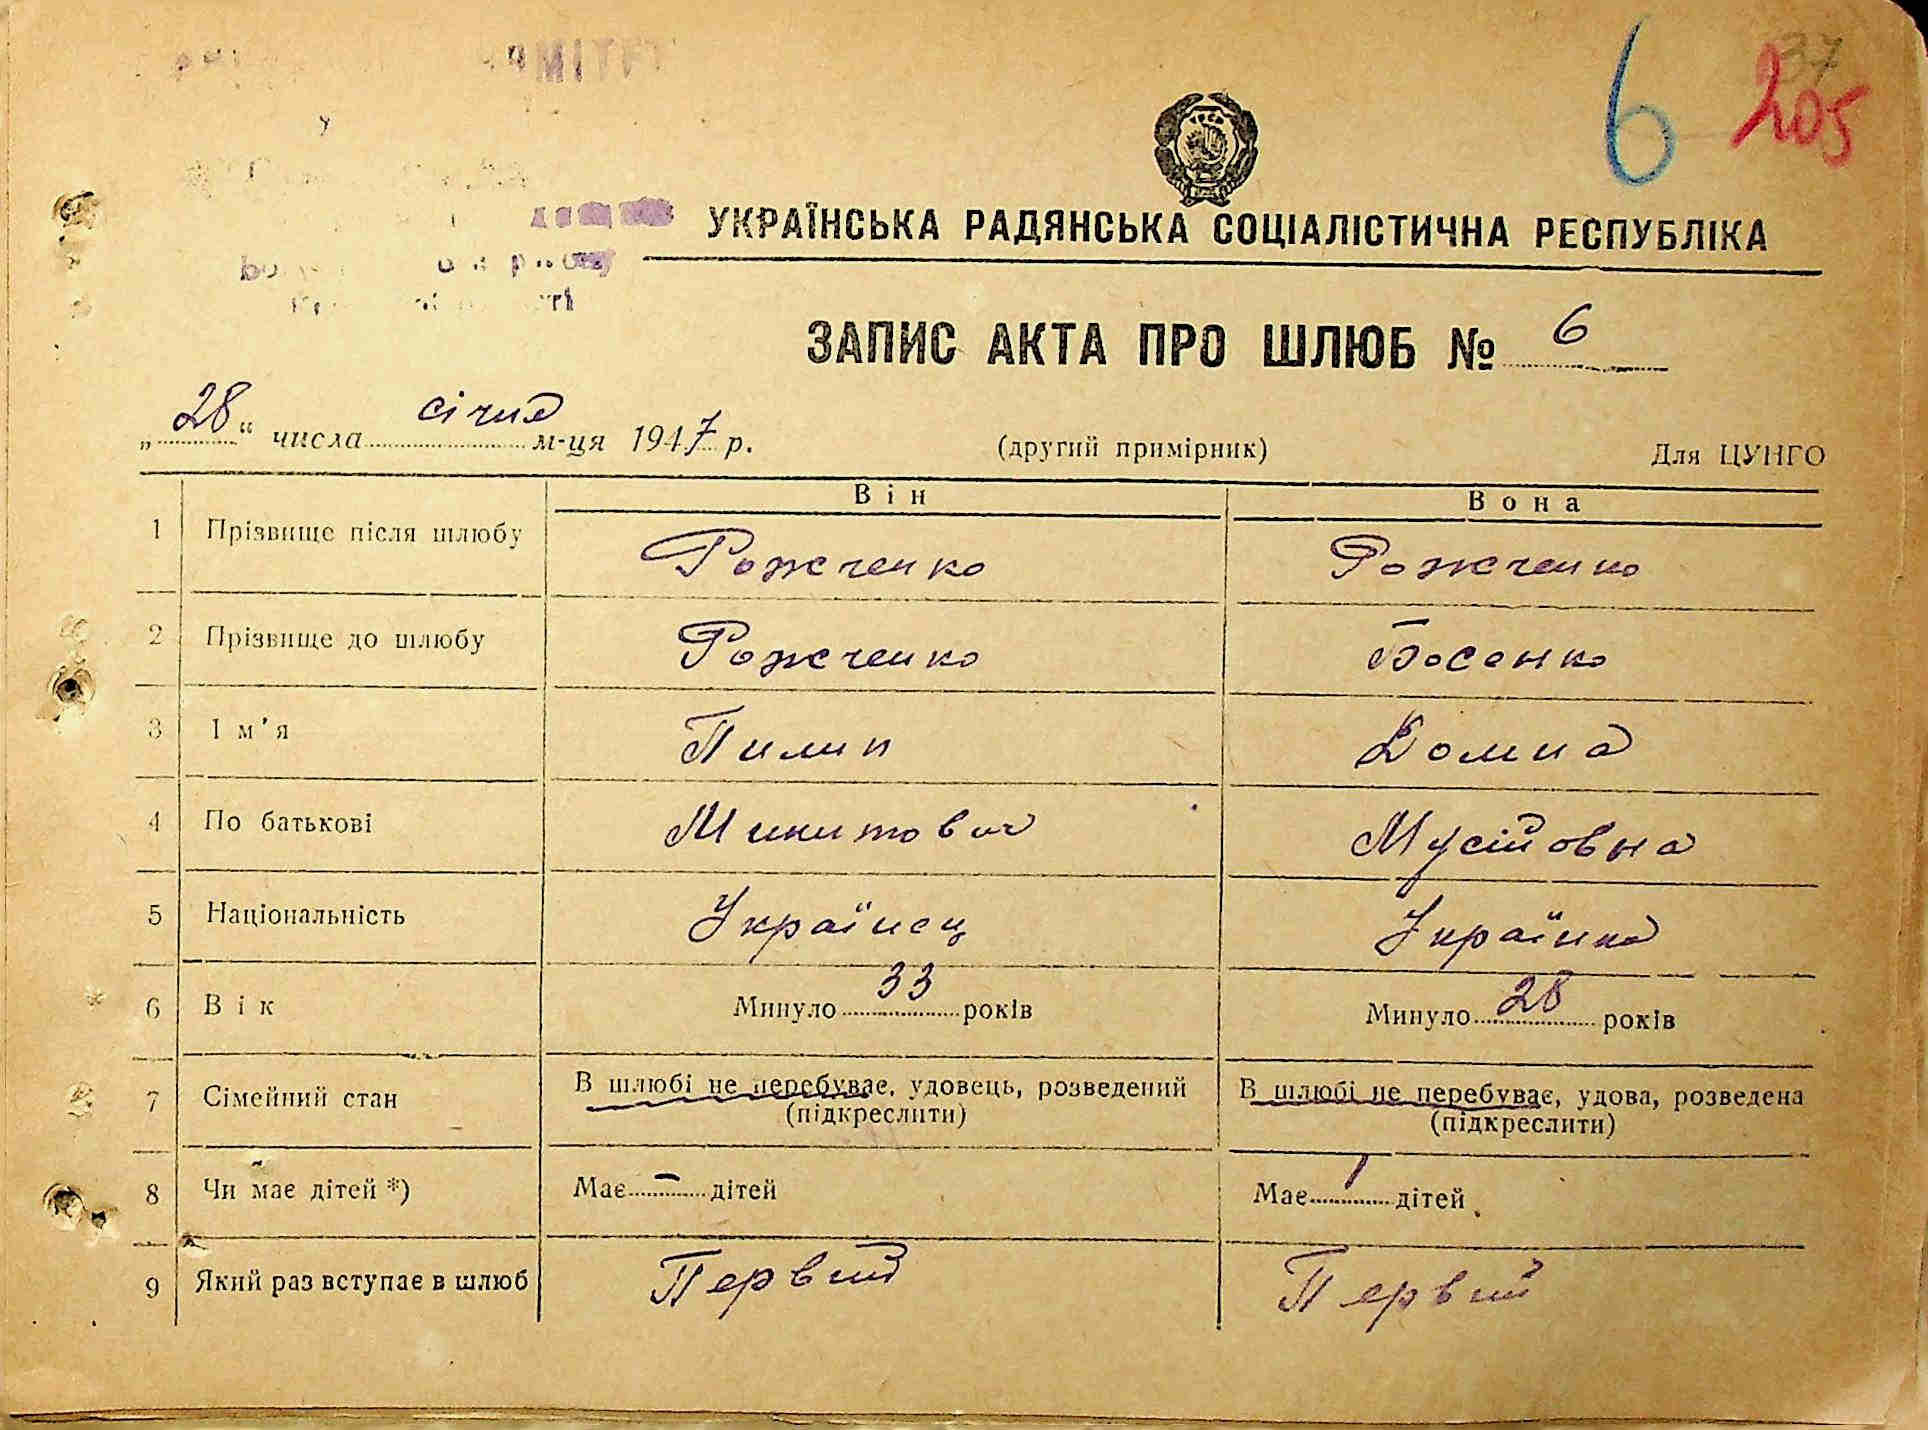 37
6 205
УКРАЇНСЬКА РАДЯНСЬКА СОЦІАЛІСТИЧНА РЕСПУБЛІКА
ЗАПИС АКТА ПРО ШЛЮБ № 6
„28“ числа січня м-ця 1947 р. (другий примірник) Для ЦУНГО
Він Вона
1 Прізвище після шлюбу Рожченко Рожченко
2 Прізвище до шлюбу Рожченко Босенко
3 Ім'я Пилип Домна
4 По батькові Микитович Мусійовна
5 Національність Українец Українка
6 Вік Минуло 33 років Минуло 28 років
7 Сімейний стан В шлюбі не перебуває, удовець, розведений В шлюбі не перебуває, удова, розведена
(підкреслити) (підкреслити)
8 Чи має дітей *) Має – дітей Має 1 дітей
9 Який раз вступає в шлюб Первий Первий